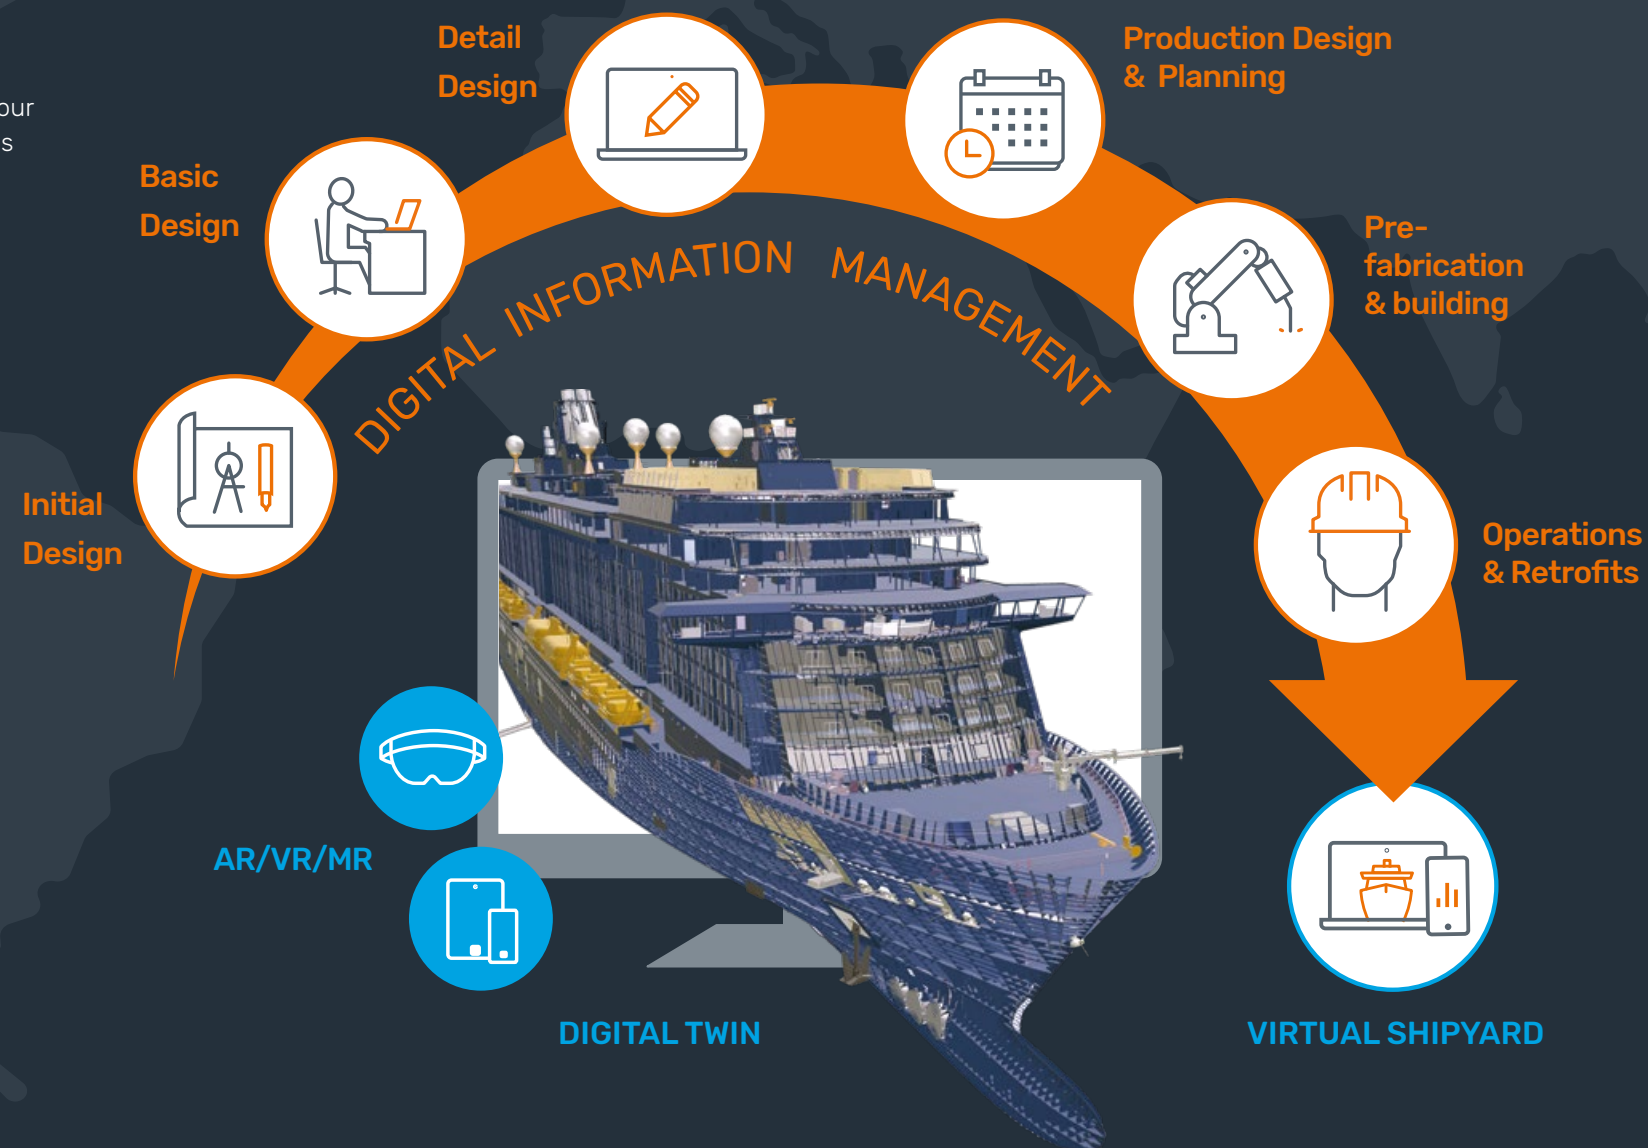 our
s
Detail
Design
Production Design
& Planning
Basic
Design
Pre-
fabrication
& building
DIGITAL INFORMATION MANAGEMENT
Initial
Design
Operations
& Retrofits
AR/VR/MR
DIGITAL TWIN
VIRTUAL SHIPYARD